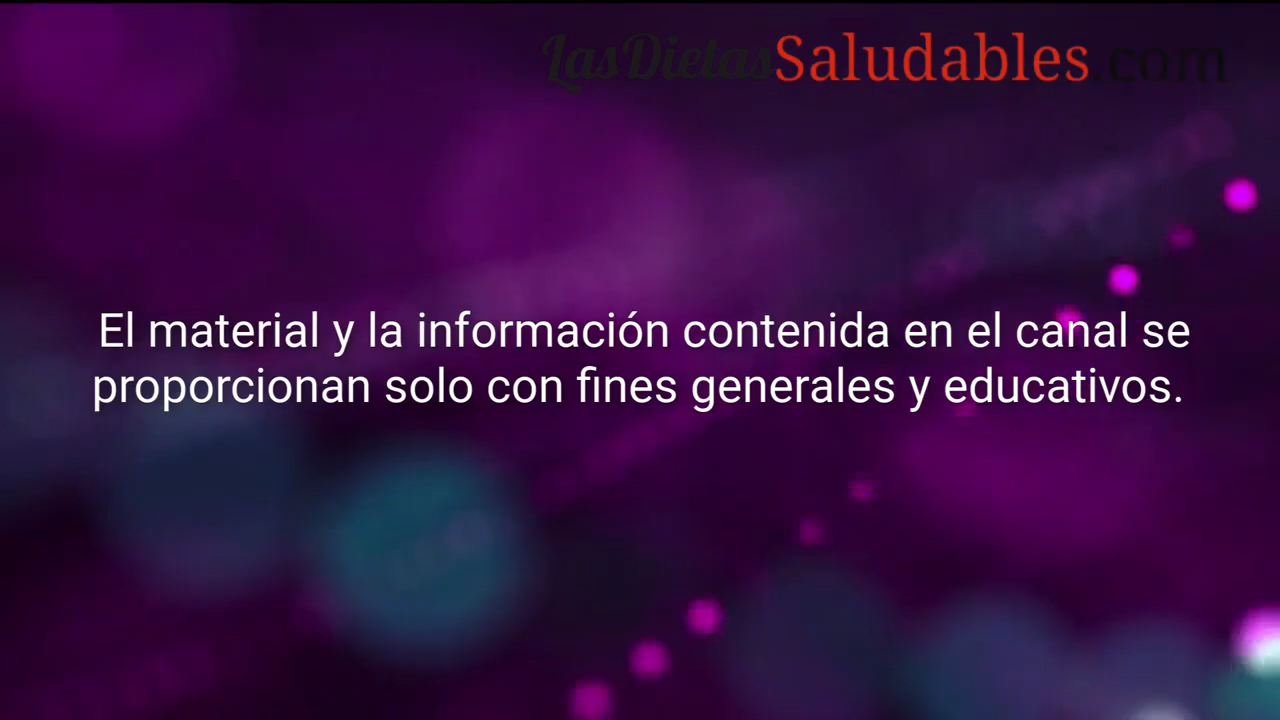 LasDietasSaludables.com
El material y la información contenida en el canal se
proporcionan solo con fines generales y educativos.